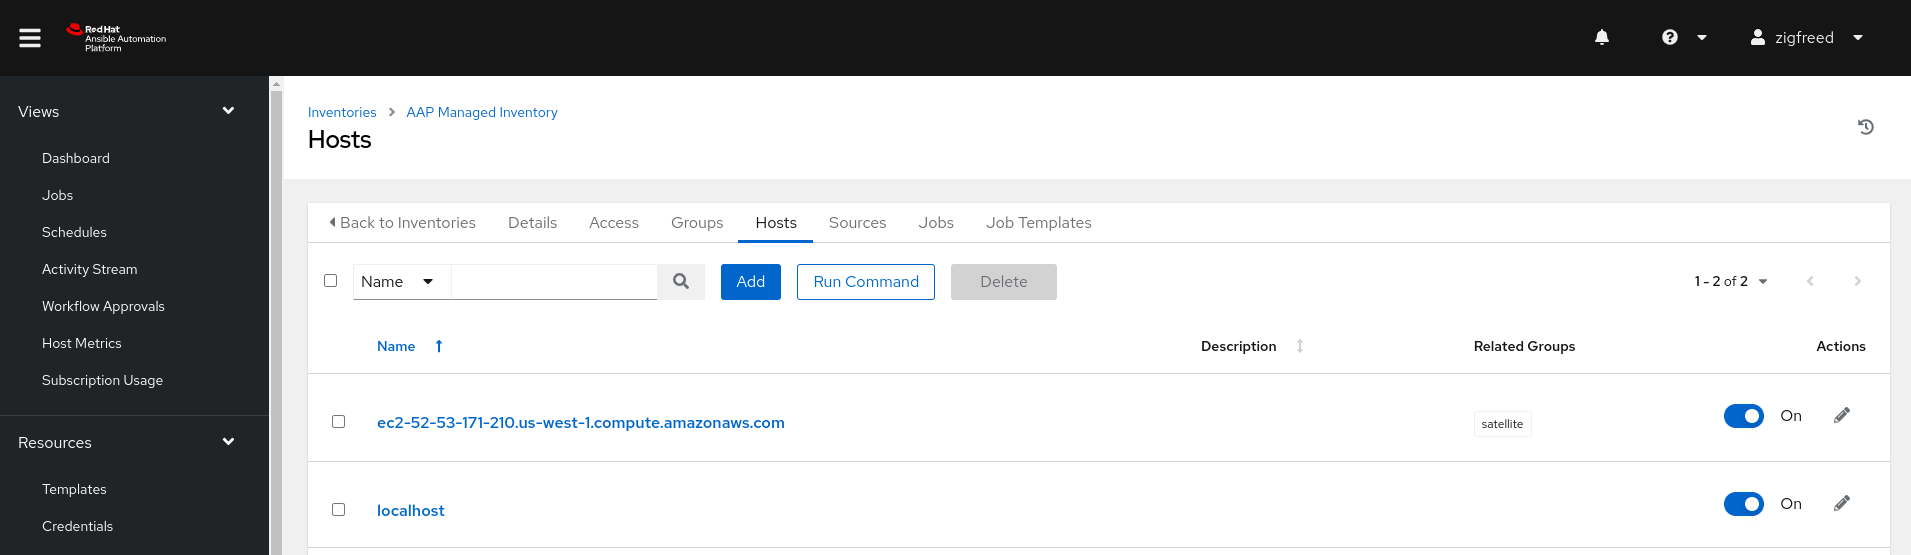 Red Hat
Ansible Automation
Platform
zigfreed
Views
Dashboard
Jobs
Schedules
Activity Stream
Workflow Approvals
Host Metrics
Subscription Usage
Resources
Templates
Credentials
Inventories AAP Managed Inventory
Hosts
Back to Inventories Details Access Groups Hosts Sources Jobs Job Templates
Name Add Run Command Delete 1 - 2 of 2
Name Description Related Groups Actions
ec2-52-53-171-210.us-west-1.compute.amazonaws.com satellite On
localhost On